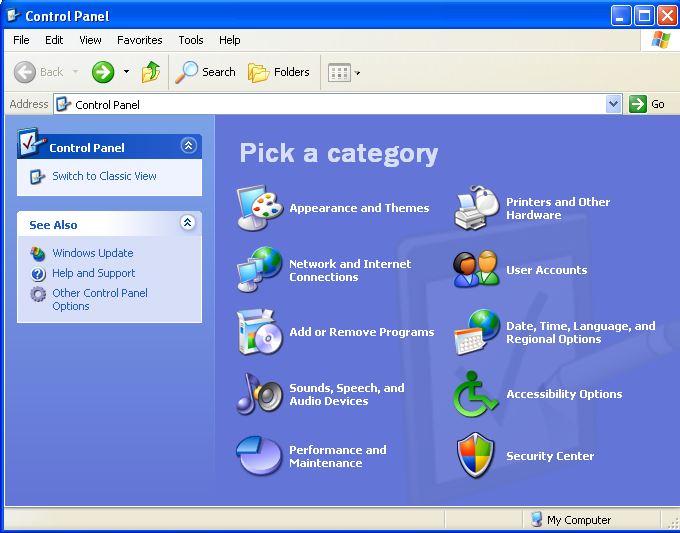 Control Panel
File Edit View Favorites Tools Help
Back Search Folders
Address Control Panel Go
Control Panel
Switch to Classic View
See Also
Windows Update
Help and Support
Other Control Panel
Options
Pick a category
Appearance and Themes
Printers and Other
Hardware
Network and Internet
Connections
User Accounts
Add or Remove Programs
Date, Time, Language, and
Regional Options
Sounds, Speech, and
Audio Devices
Accessibility Options
Performance and
Maintenance
Security Center
My Computer